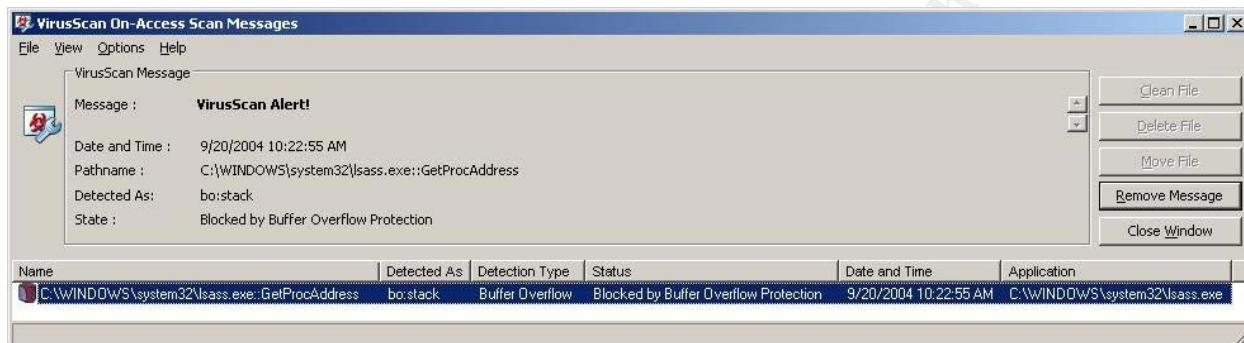 VirusScan On-Access Scan Messages
File View Options Help
VirusScan Message
Message : VirusScan Alert!
Date and Time : 9/20/2004 10:22:55 AM
Pathname : C:\WINDOWS\system32\lsass.exe::GetProcAddress
Detected As: bo:stack
State : Blocked by Buffer Overflow Protection
Clean File
Delete File
Move File
Remove Message
Close Window
Name Detected As Detection Type Status Date and Time Application
C:\WINDOWS\system32\lsass.exe::GetProcAddress bo:stack Buffer Overflow Blocked by Buffer Overflow Protection 9/20/2004 10:22:55 AM C:\WINDOWS\system32\lsass.exe